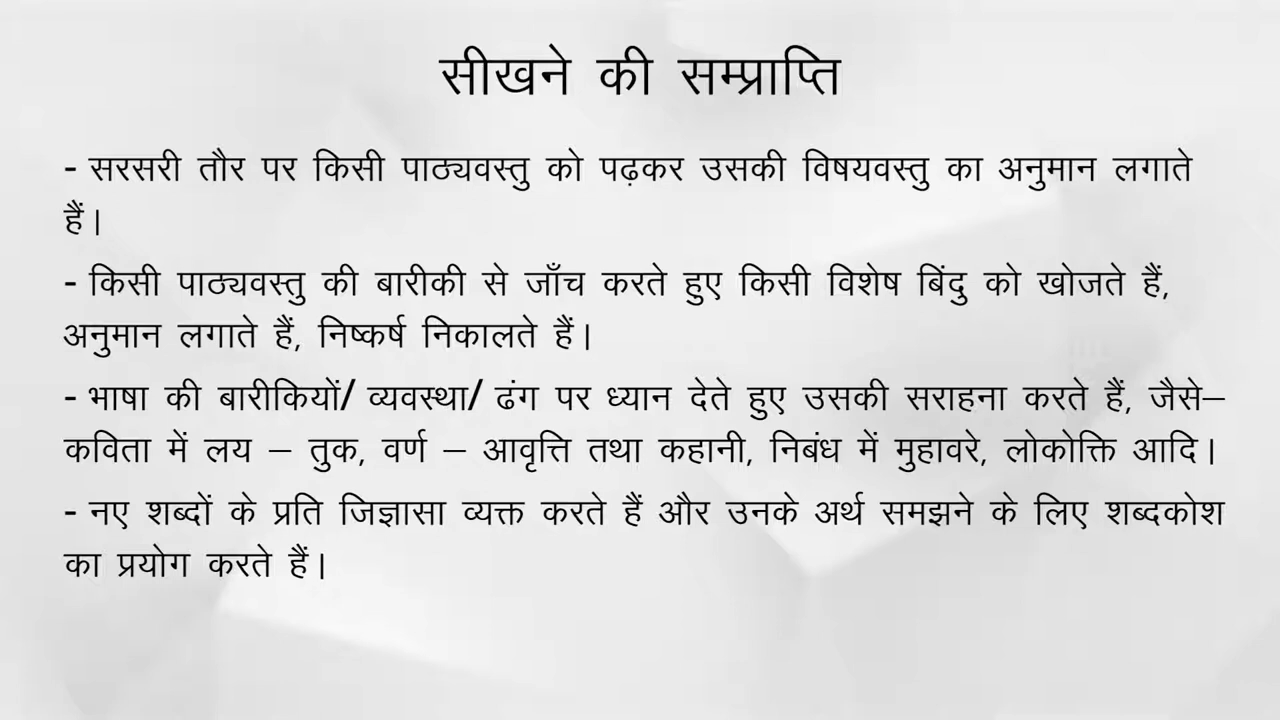 सीखने की सम्प्राप्ति
- सरसरी तौर पर किसी पाठ्यवस्तु को पढ़कर उसकी विषयवस्तु का अनुमान लगाते
हैं।
- किसी पाठ्यवस्तु की बारीकी से जाँच करते हुए किसी विशेष बिंदु को खोजते हैं,
अनुमान लगाते हैं, निष्कर्ष निकालते हैं।
- भाषा की बारीकियों/ व्यवस्था/ ढंग पर ध्यान देते हुए उसकी सराहना करते हैं, जैसे–
कविता में लय – तुक, वर्ण – आवृत्ति तथा कहानी, निबंध में मुहावरे, लोकोक्ति आदि।
- नए शब्दों के प्रति जिज्ञासा व्यक्त करते हैं और उनके अर्थ समझने के लिए शब्दकोश
का प्रयोग करते हैं।